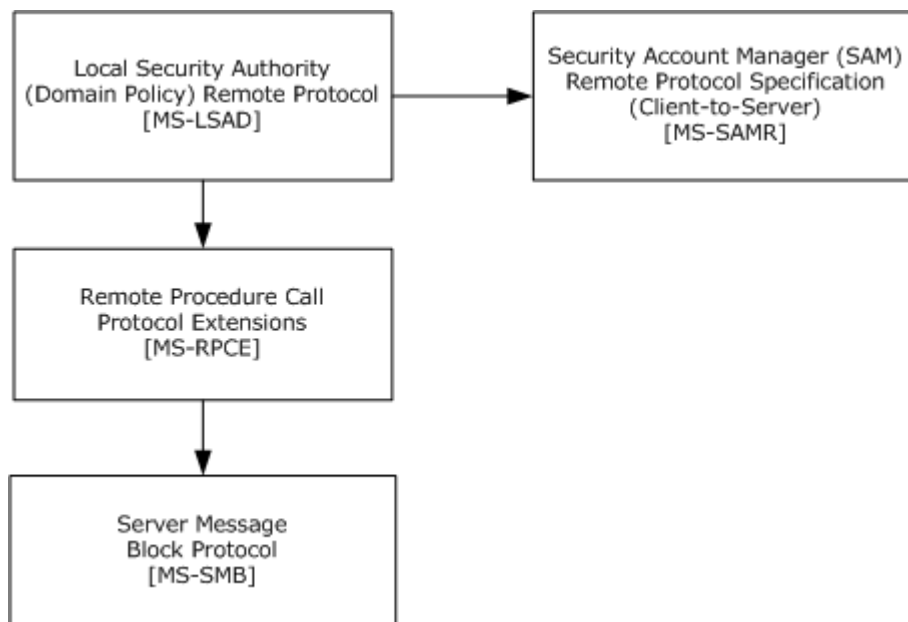 Local Security Authority
(Domain Policy) Remote Protocol
[MS-LSAD]
Security Account Manager (SAM)
Remote Protocol Specification
(Client-to-Server)
[MS-SAMR]
Remote Procedure Call
Protocol Extensions
[MS-RPCE]
Server Message
Block Protocol
[MS-SMB]